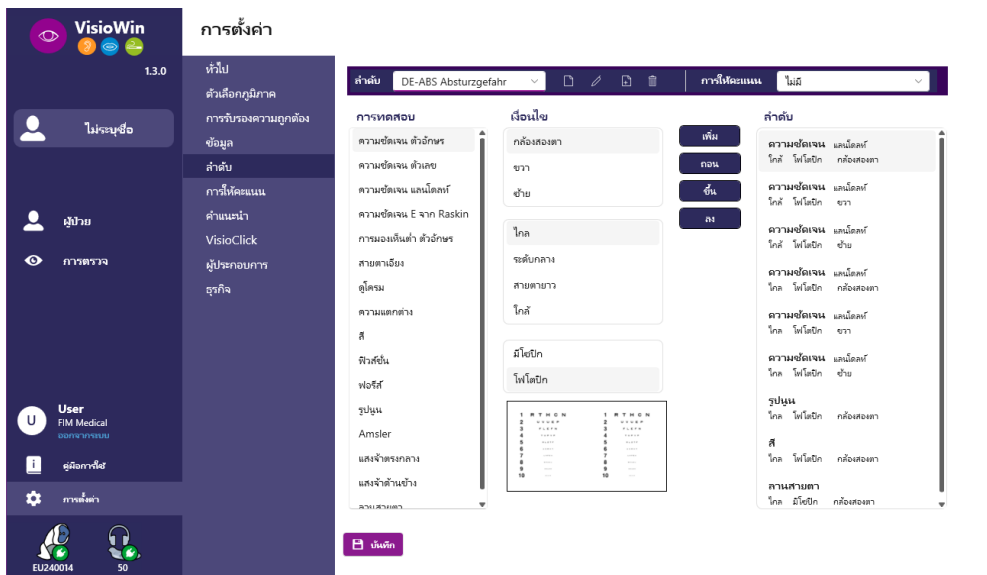 VisioWin
1.3.0
ไม่ระบุชื่อ
ผู้ป่วย
การตรวจ
U
User
FIM Medical
ออกจากระบบ
คู่มือการใช้
การตั้งค่า
EU240014
50
การตั้งค่า
ทั่วไป
ตัวเลือกภูมิภาค
การรับรองความถูกต้อง
ข้อมูล
ลำดับ
การให้คะแนน
คำแนะนำ
VisioClick
ผู้ประกอบการ
ธุรกิจ
ลำดับ
DE-ABS Absturzgefahr
การให้คะแนน
ไม่มี
การทดสอบ
ความชัดเจน ตัวอักษร
ความชัดเจน ตัวเลข
ความชัดเจน แลนโดลท์
ความชัดเจน E จาก Raskin
การมองเห็นต่ำ ตัวอักษร
สายตาเอียง
ดูโครม
ความแตกต่าง
สี
ฟิวส์ชั่น
ฟอรีส์
รูปนูน
Amsler
แสงจ้าตรงกลาง
แสงจ้าด้านข้าง
ลานสายตา
เงื่อนไข
กล้องสองตา
ขวา
ซ้าย
ไกล
ระดับกลาง
สายตายาว
ใกล้
มีโซปิก
โฟโตปิก
1 R T H O N 1 R T H O N
2 2
3 3
4 4
5 5
6 6
7 7
8 8
9 9
10 10
เพิ่ม
ถอน
ขึ้น
ลง
ลำดับ
ความชัดเจน แลนโดลท์
ใกล้ โฟโตปิก กล้องสองตา
ความชัดเจน แลนโดลท์
ใกล้ โฟโตปิก ขวา
ความชัดเจน แลนโดลท์
ใกล้ โฟโตปิก ซ้าย
ความชัดเจน แลนโดลท์
ไกล โฟโตปิก กล้องสองตา
ความชัดเจน แลนโดลท์
ไกล โฟโตปิก ขวา
ความชัดเจน แลนโดลท์
ไกล โฟโตปิก ซ้าย
รูปนูน
ไกล โฟโตปิก กล้องสองตา
สี
ไกล โฟโตปิก กล้องสองตา
ลานสายตา
ไกล มีโซปิก กล้องสองตา
บันทึก